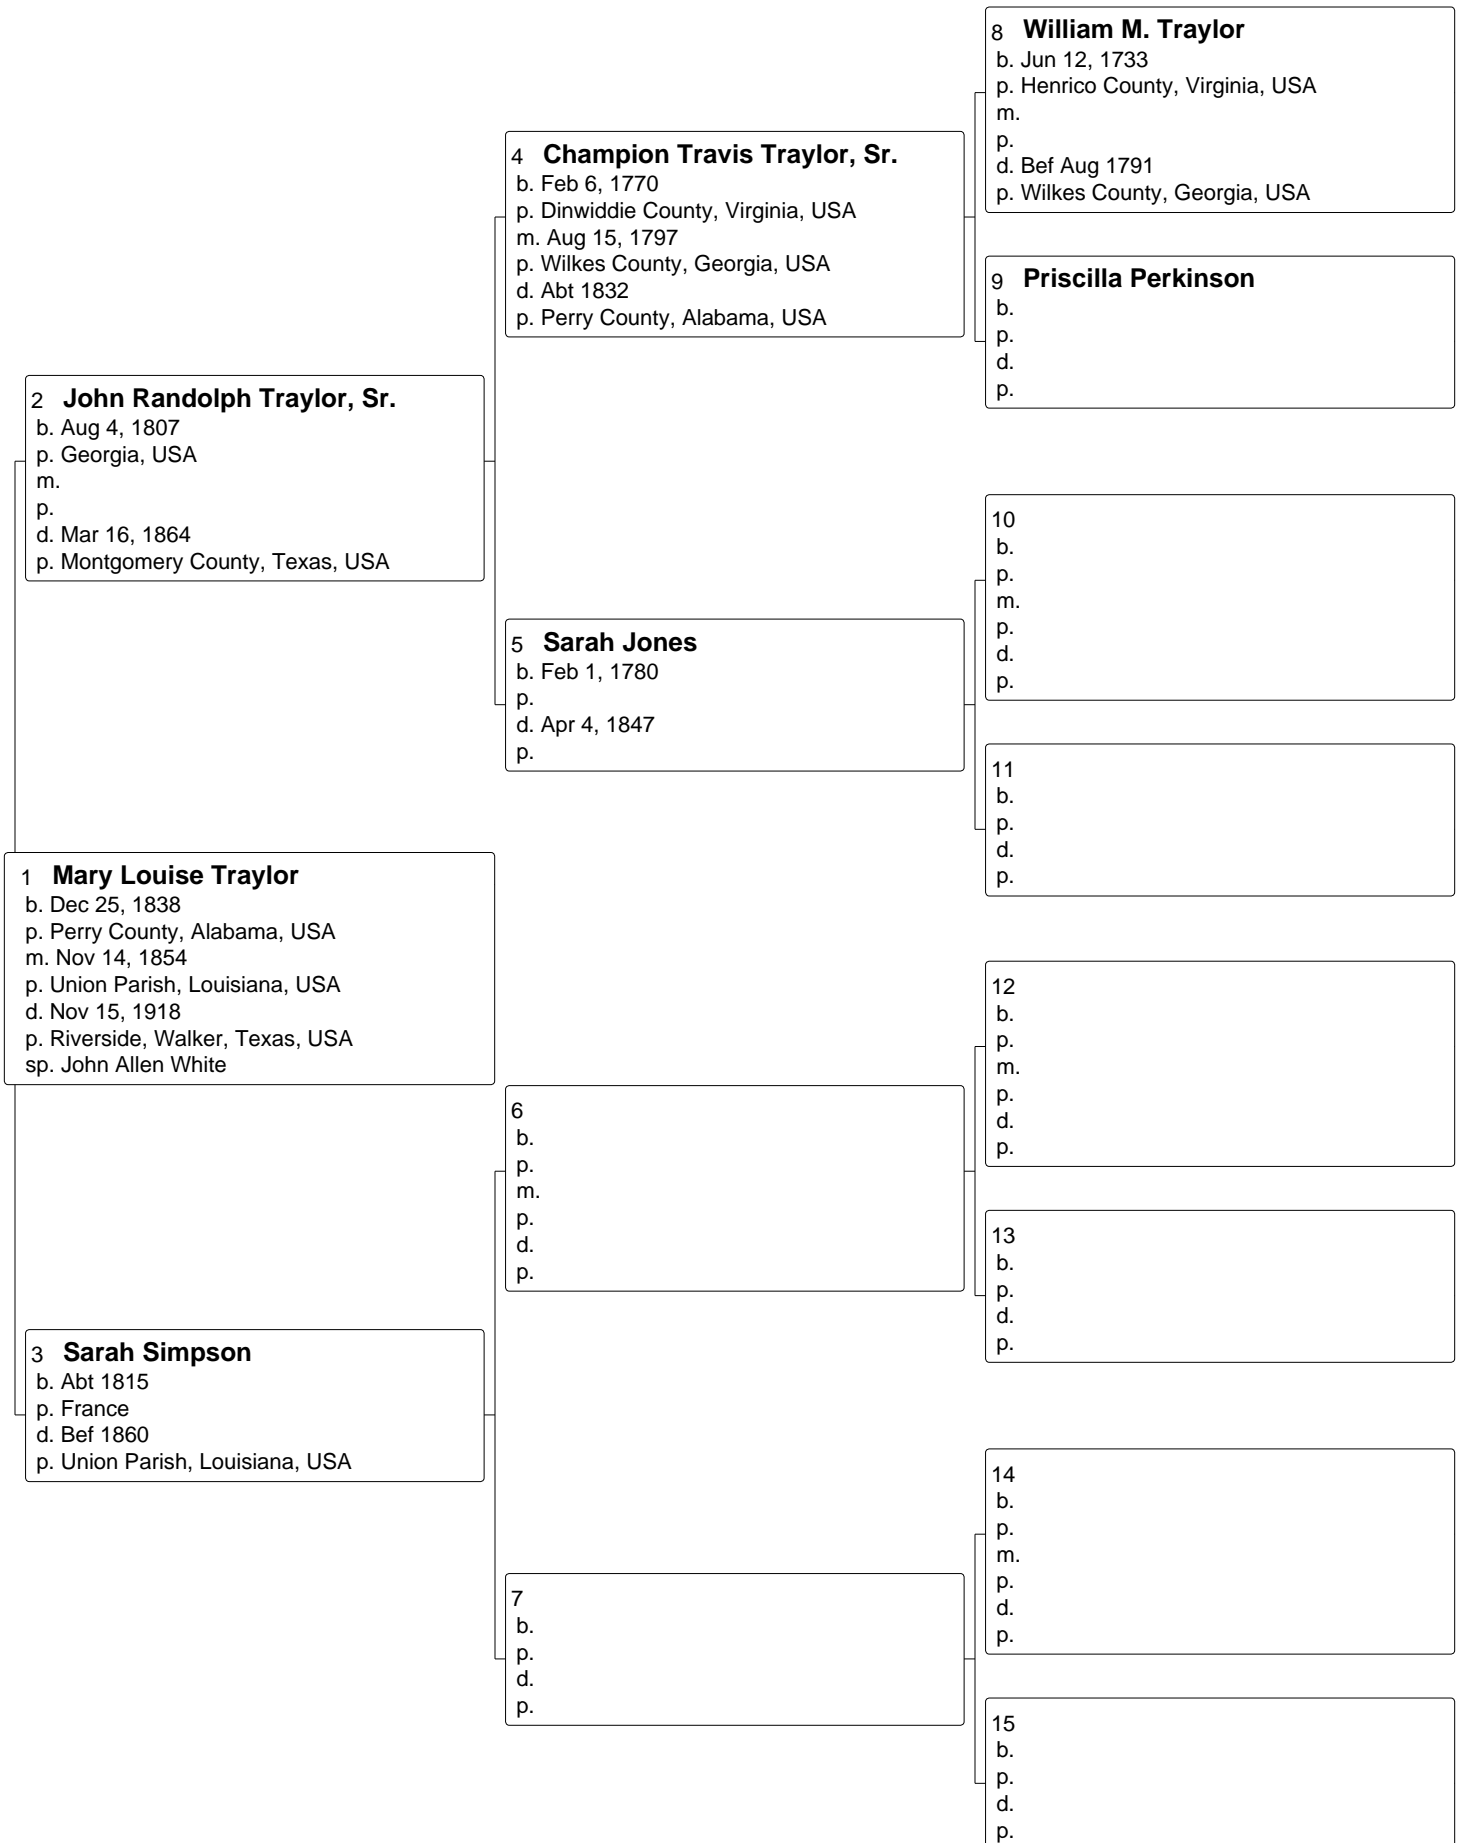 8 William M. Traylor
b. Jun 12, 1733
p. Henrico County, Virginia, USA
m.
p.
d. Bef Aug 1791
p. Wilkes County, Georgia, USA
4 Champion Travis Traylor, Sr.
b. Feb 6, 1770
p. Dinwiddie County, Virginia, USA
m. Aug 15, 1797
p. Wilkes County, Georgia, USA
d. Abt 1832
p. Perry County, Alabama, USA
9 Priscilla Perkinson
b.
p.
d.
p.
2 John Randolph Traylor, Sr.
b. Aug 4, 1807
p. Georgia, USA
m.
p.
d. Mar 16, 1864
p. Montgomery County, Texas, USA
10
b.
p.
m.
p.
d.
p.
5 Sarah Jones
b. Feb 1, 1780
p.
d. Apr 4, 1847
p.
11
b.
p.
d.
p.
1 Mary Louise Traylor
b. Dec 25, 1838
p. Perry County, Alabama, USA
m. Nov 14, 1854
p. Union Parish, Louisiana, USA
d. Nov 15, 1918
p. Riverside, Walker, Texas, USA
sp. John Allen White
12
b.
p.
m.
p.
d.
p.
6
b.
p.
m.
p.
d.
p.
13
b.
p.
d.
p.
3 Sarah Simpson
b. Abt 1815
p. France
d. Bef 1860
p. Union Parish, Louisiana, USA
14
b.
p.
m.
p.
d.
p.
7
b.
p.
d.
p.
15
b.
p.
d.
p.